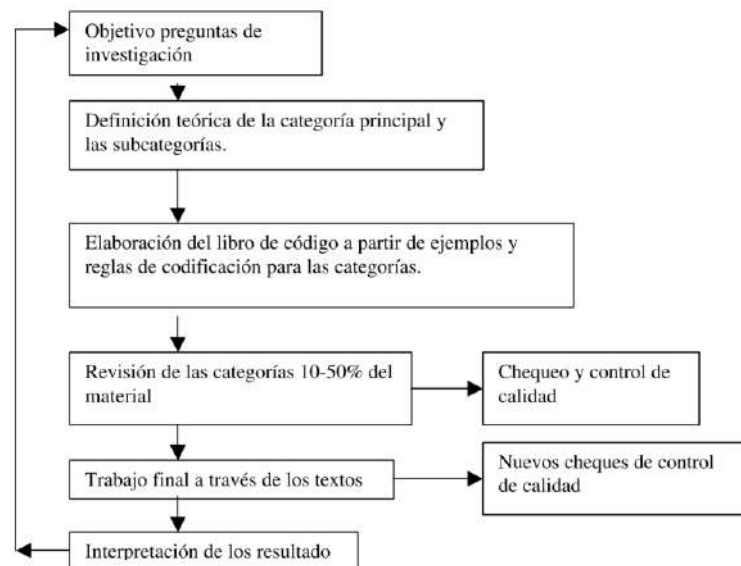 Objetivo preguntas de
investigación
Definición teórica de la categoría principal y
las subcategorías.
Elaboración del libro de código a partir de ejemplos y
reglas de codificación para las categorías.
Revisión de las categorías 10-50% del
material
Chequeo y control de
calidad
Trabajo final a través de los textos
Nuevos cheques de control
de calidad
Interpretación de los resultado